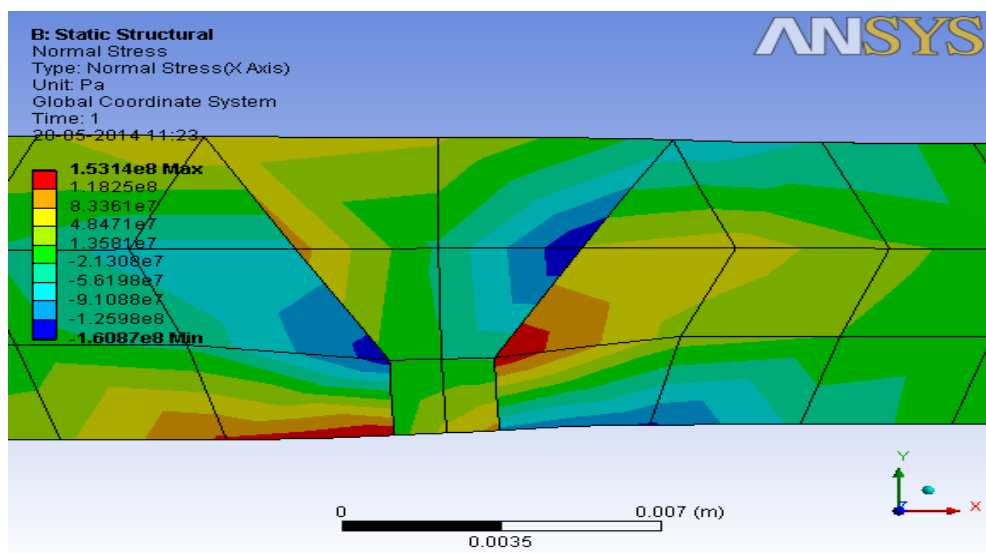 B: Static Structural
Normal Stress
Type: Normal Stress(X Axis)
Unit: Pa
Global Coordinate System
Time: 1
28-05-2014 11:23
ANSYS
1.5314e8 Max
1.1825e8
8.3361e7
4.8471e7
1.3581e7
-2.1308e7
-5.6198e7
-9.1088e7
-1.2598e8
-1.6087e8 Min
0
0.007 (m)
0.0035
Y
Z
X